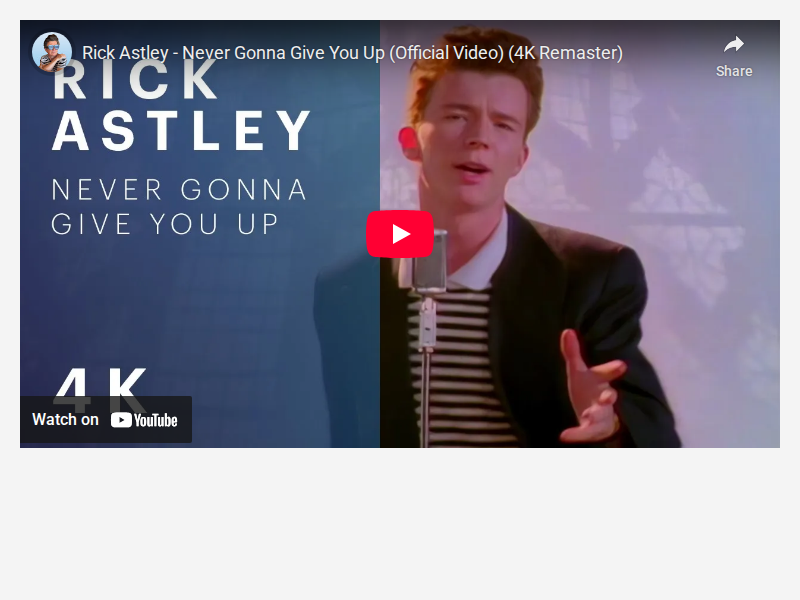 Rick Astley - Never Gonna Give You Up (Official Video) (4K Remaster)
Share
RICK
ASTLEY
NEVER GONNA
GIVE YOU UP
4K
Watch on YouTube